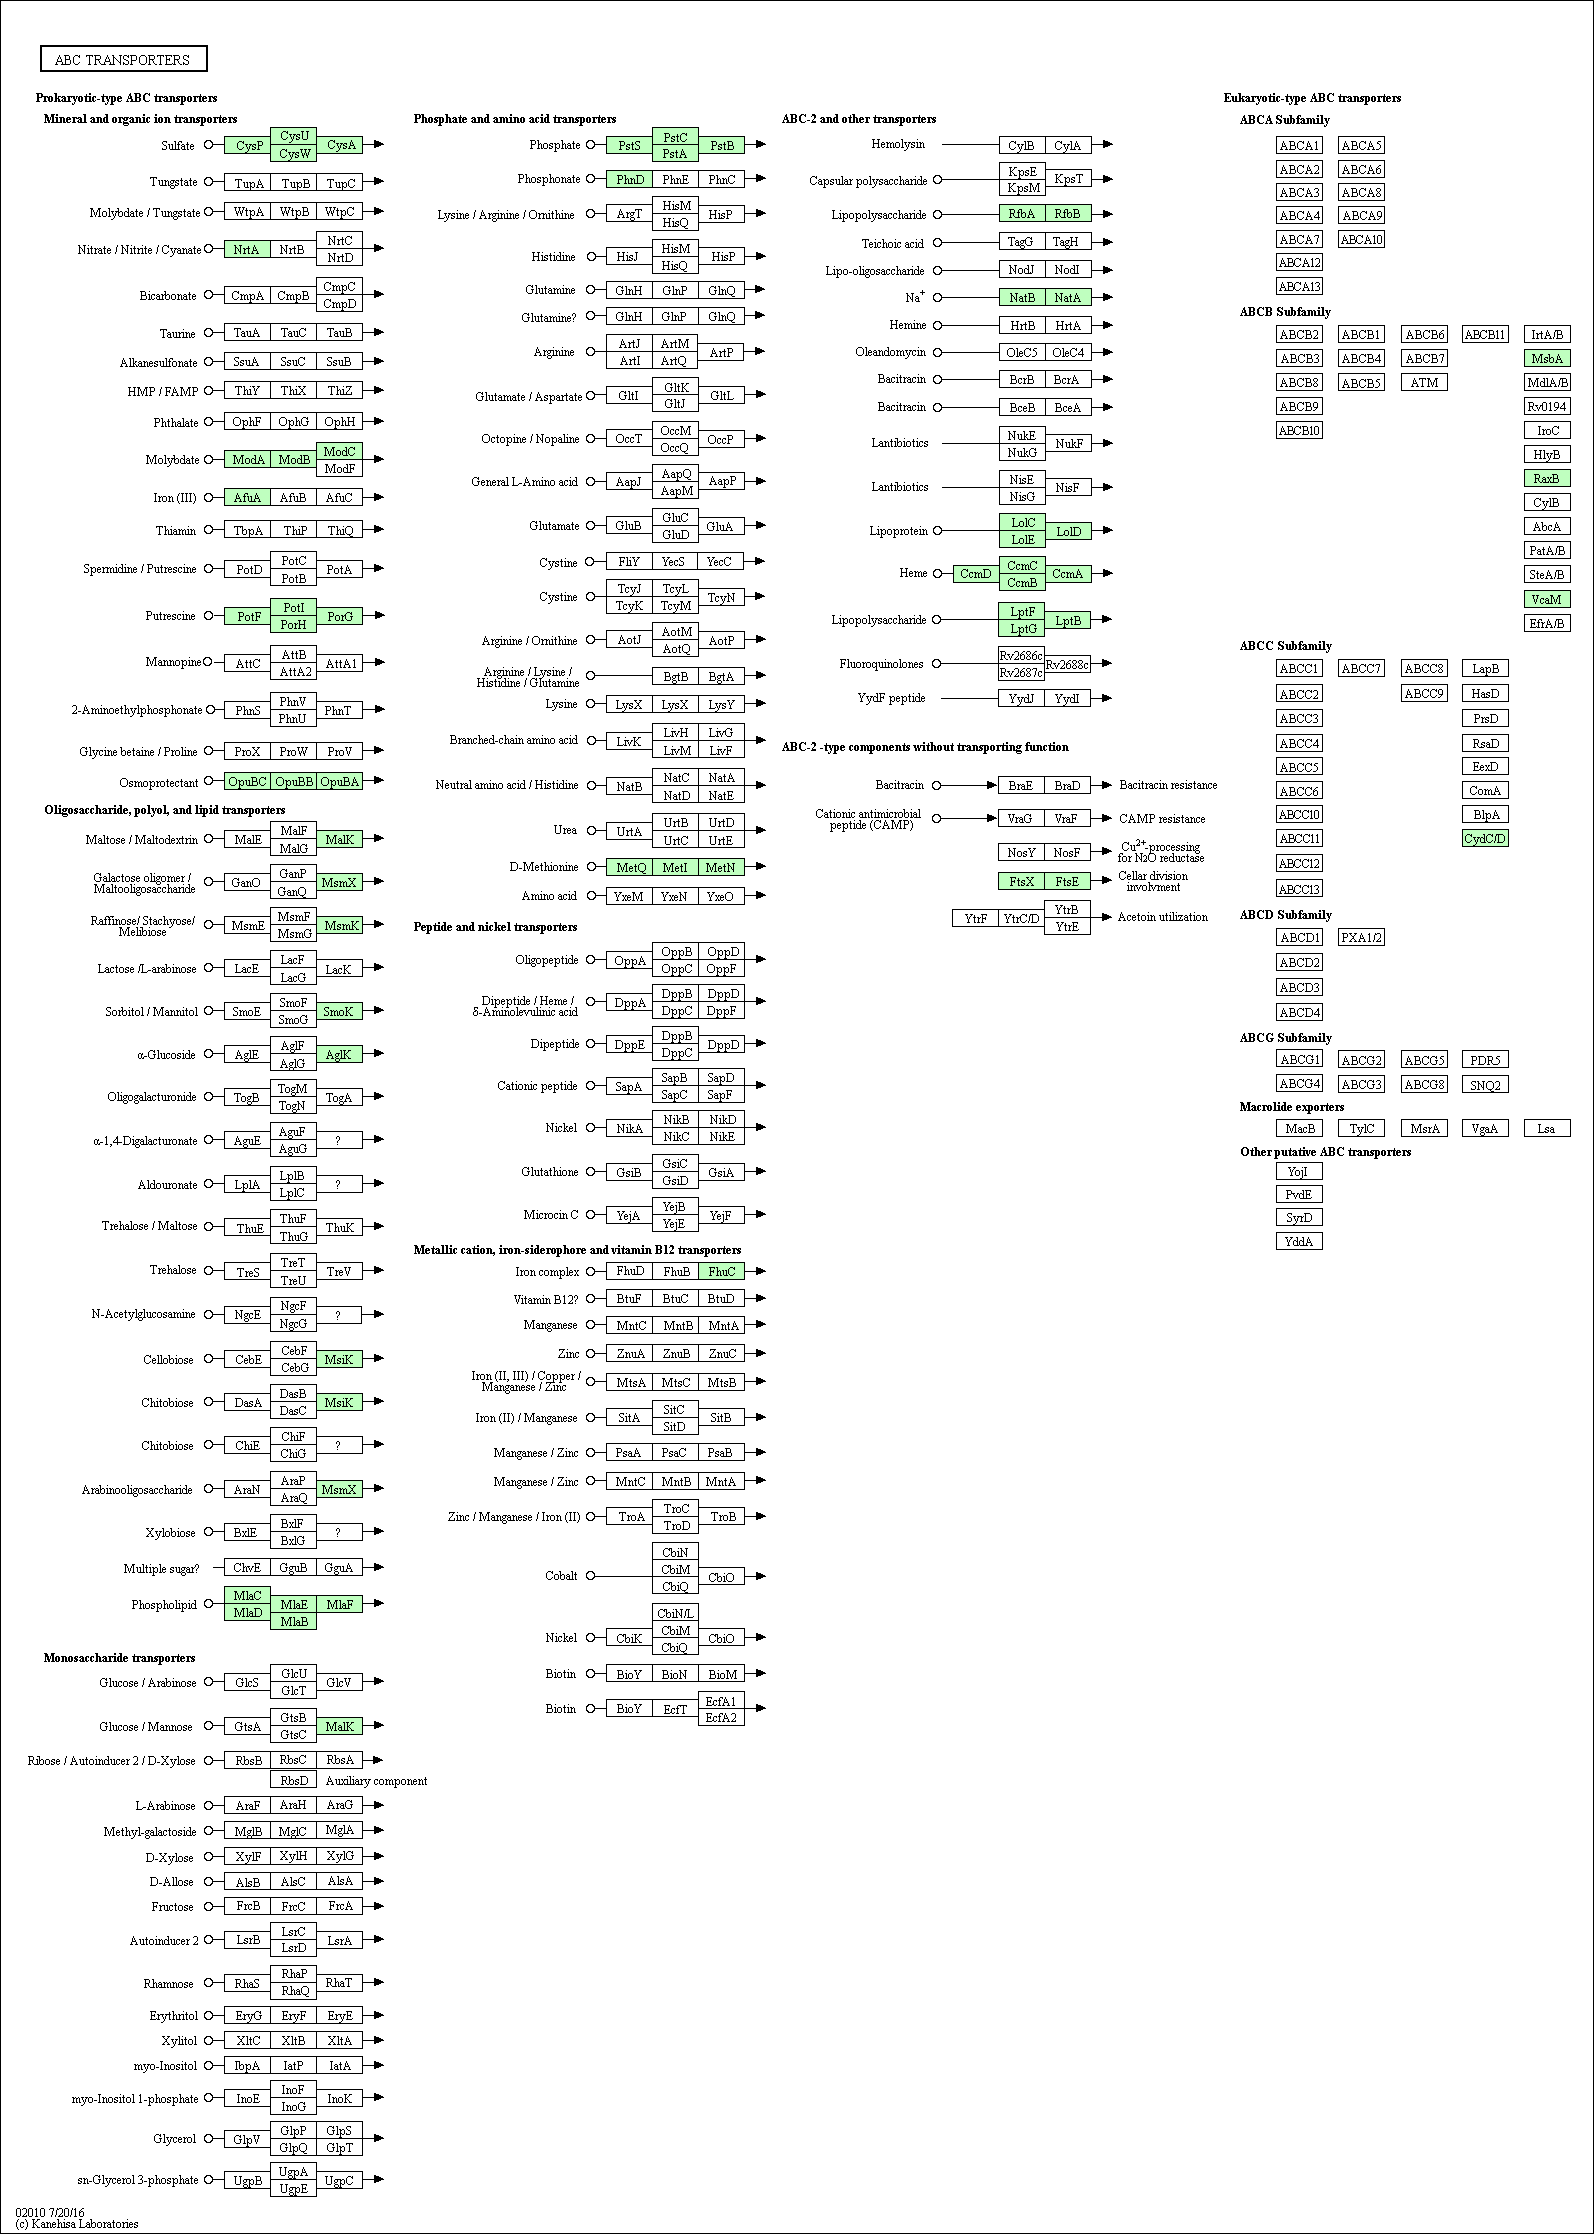 ABC TRANSPORTERS
Prokaryotic-type ABC transporters
Mineral and organic ion transporters
Sulfate CysP CysU CysW CysA
Tungstate TupA TupB TupC
Molybdate / Tungstate WtpA WtpB WtpC
Nitrate / Nitrite / Cyanate NrtA NrtB NrtC NrtD
Bicarbonate CmpA CmpB CmpC CmpD
Taurine TauA TauC TauB
Alkanesulfonate SsuA SsuC SsuB
HMP / FAMP ThiY ThiX ThiZ
Phthalate OphF OphG OphH
Molybdate ModA ModB ModC ModF
Iron (III) AfuA AfuB AfuC
Thiamin TbpA ThiP ThiQ
Spermidine / Putrescine PotD PotC PotB PotA
Putrescine PotF PotI PorH PorG
Mannopine AttC AttB AttA2 AttA1
2-Aminoethylphosphonate PhnS PhnV PhnU PhnT
Glycine betaine / Proline ProX ProW ProV
Osmoprotectant OpuBC OpuBB OpuBA
Oligosaccharide, polyol, and lipid transporters
Maltose / Maltodextrin MalE MalF MalG MalK
Galactose oligomer /
Maltooligosaccharide GanO GanP GanQ MsmX
Raffinose/ Stachyose/
Melibiose MsmE MsmF MsmG MsmK
Lactose /L-arabinose LacE LacF LacG LacK
Sorbitol / Mannitol SmoE SmoF SmoG SmoK
α-Glucoside AglE AglF AglG AglK
Oligogalacturonide TogB TogM TogN TogA
α-1,4-Digalacturonate AguE AguF AguG ?
Aldouronate LplA LplB LplC ?
Trehalose / Maltose ThuE ThuF ThuG ThuK
Trehalose TreS TreT TreU TreV
N-Acetylglucosamine NgcE NgcF NgcG ?
Cellobiose CebE CebF CebG MsiK
Chitobiose DasA DasB DasC MsiK
Chitobiose ChiE ChiF ChiG ?
Arabinooligosaccharide AraN AraP AraQ MsmX
Xylobiose BxlE BxlF BxlG ?
Multiple sugar? ChvE GguB GguA
Phospholipid MlaC MlaD MlaE MlaB MlaF
Monosaccharide transporters
Glucose / Arabinose GlcS GlcU GlcT GlcV
Glucose / Mannose GtsA GtsB GtsC MalK
Ribose / Autoinducer 2 / D-Xylose RbsB RbsC RbsA
RbsD Auxiliary component
L-Arabinose AraF AraH AraG
Methyl-galactoside MglB MglC MglA
D-Xylose XylF XylH XylG
D-Allose AlsB AlsC AlsA
Fructose FrcB FrcC FrcA
Autoinducer 2 LsrB LsrC LsrD LsrA
Rhamnose RhaS RhaP RhaQ RhaT
Erythritol EryG EryF EryE
Xylitol XltC XltB XltA
myo-Inositol IbpA IatP IatA
myo-Inositol 1-phosphate InoE InoF InoG InoK
Glycerol GlpV GlpP GlpQ GlpS GlpT
sn-Glycerol 3-phosphate UgpB UgpA UgpE UgpC
Phosphate and amino acid transporters
Phosphate PstS PstC PstA PstB
Phosphonate PhnD PhnE PhnC
Lysine / Arginine / Ornithine ArgT HisM HisQ HisP
Histidine HisJ HisM HisQ HisP
Glutamine GlnH GlnP GlnQ
Glutamine? GlnH GlnP GlnQ
Arginine ArtJ ArtI ArtM ArtQ ArtP
Glutamate / Aspartate GltI GltK GltJ GltL
Octopine / Nopaline OccT OccM OccQ OccP
General L-Amino acid AapJ AapQ AapM AapP
Glutamate GluB GluC GluD GluA
Cystine FliY YecS YecC
Cystine TcyJ TcyK TcyL TcyM TcyN
Arginine / Ornithine AotJ AotM AotQ AotP
Arginine / Lysine /
Histidine / Glutamine BgtB BgtA
Lysine LysX LysX LysY
Branched-chain amino acid LivK LivH LivM LivG LivF
Neutral amino acid / Histidine NatB NatC NatD NatA NatE
Urea UrtA UrtB UrtC UrtD UrtE
D-Methionine MetQ MetI MetN
Amino acid YxeM YxeN YxeO
Peptide and nickel transporters
Oligopeptide OppA OppB OppC OppD OppF
Dipeptide / Heme /
δ-Aminolevulinic acid DppA DppB DppC DppD DppF
Dipeptide DppE DppB DppC DppD
Cationic peptide SapA SapB SapC SapD SapF
Nickel NikA NikB NikC NikD NikE
Glutathione GsiB GsiC GsiD GsiA
Microcin C YejA YejB YejE YejF
Metallic cation, iron-siderophore and vitamin B12 transporters
Iron complex FhuD FhuB FhuC
Vitamin B12? BtuF BtuC BtuD
Manganese MntC MntB MntA
Zinc ZnuA ZnuB ZnuC
Iron (II, III) / Copper /
Manganese / Zinc MtsA MtsC MtsB
Iron (II) / Manganese SitA SitC SitD SitB
Manganese / Zinc PsaA PsaC PsaB
Manganese / Zinc MntC MntB MntA
Zinc / Manganese / Iron (II) TroA TroC TroD TroB
Cobalt CbiN CbiM CbiQ CbiO
Nickel CbiK CbiN/L CbiM CbiQ CbiO
Biotin BioY BioN BioM
Biotin BioY EcfT EcfA1 EcfA2
ABC-2 and other transporters
Hemolysin CylB CylA
Capsular polysaccharide KpsE KpsM KpsT
Lipopolysaccharide RfbA RfbB
Teichoic acid TagG TagH
Lipo-oligosaccharide NodJ NodI
Na+ NatB NatA
Hemine HrtB HrtA
Oleandomycin OleC5 OleC4
Bacitracin BcrB BcrA
Bacitracin BceB BceA
Lantibiotics NukE NukG NukF
Lantibiotics NisE NisG NisF
Lipoprotein LolC LolE LolD
Heme CcmD CcmC CcmB CcmA
Lipopolysaccharide LptF LptG LptB
Fluoroquinolones Rv2686c Rv2687c Rv2688c
YydF peptide YydJ YydI
ABC-2 -type components without transporting function
Bacitracin BraE BraD Bacitracin resistance
Cationic antimicrobial
peptide (CAMP) VraG VraF CAMP resistance
NosY NosF Cu2+-processing
for N2O reductase
FtsX FtsE Cellar division
involvment
YtrF YtrC/D YtrB YtrE Acetoin utilization
Eukaryotic-type ABC transporters
ABCA Subfamily
ABCA1 ABCA5
ABCA2 ABCA6
ABCA3 ABCA8
ABCA4 ABCA9
ABCA7 ABCA10
ABCA12
ABCA13
ABCB Subfamily
ABCB2 ABCB1 ABCB6 ABCB11 IrtA/B
ABCB3 ABCB4 ABCB7 MsbA
ABCB8 ABCB5 ATM MdlA/B
ABCB9 Rv0194
ABCB10 IroC
HlyB
RaxB
CylB
AbcA
PatA/B
SteA/B
VcaM
EfrA/B
ABCC Subfamily
ABCC1 ABCC7 ABCC8 LapB
ABCC2 ABCC9 HasD
ABCC3 PrsD
ABCC4 RsaD
ABCC5 EexD
ABCC6 ComA
ABCC10 BlpA
ABCC11 CydC/D
ABCC12
ABCC13
ABCD Subfamily
ABCD1 PXA1/2
ABCD2
ABCD3
ABCD4
ABCG Subfamily
ABCG1 ABCG2 ABCG5 PDR5
ABCG4 ABCG3 ABCG8 SNQ2
Macrolide exporters
MacB TylC MsrA VgaA Lsa
Other putative ABC transporters
YojI
PvdE
SyrD
YddA
02010 7/20/16
(c) Kanehisa Laboratories